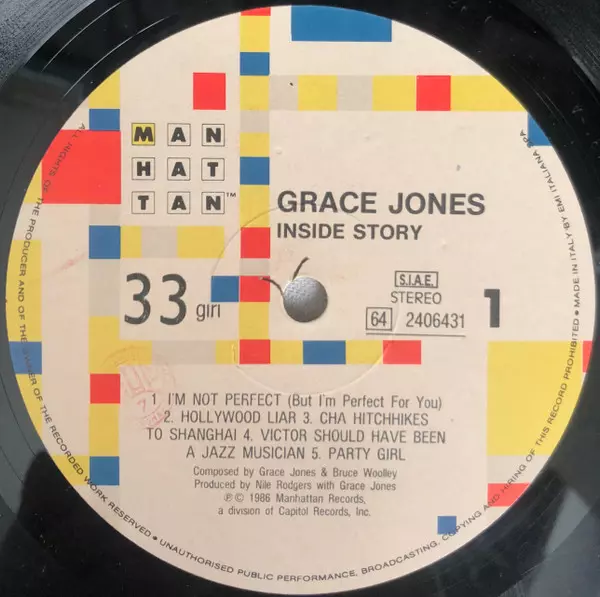 MAN
HAT
TAN™
GRACE JONES
INSIDE STORY
33 giri
S.I.A.E.
STEREO
64 2406431
1
1. I'M NOT PERFECT (But I'm Perfect For You)
2. HOLLYWOOD LIAR 3. CHA HITCHHIKES
TO SHANGHAI 4. VICTOR SHOULD HAVE BEEN
A JAZZ MUSICIAN 5. PARTY GIRL
Composed by Grace Jones & Bruce Woolley
Produced by Nile Rodgers with Grace Jones
℗ © 1986 Manhattan Records,
a division of Capitol Records, Inc.
ALL RIGHTS OF THE PRODUCER AND OF THE OWNER OF THE RECORDED WORK RESERVED • UNAUTHORISED PUBLIC PERFORMANCE, BROADCASTING, COPYING AND HIRING OF THIS RECORD PROHIBITED • MADE IN ITALY BY EMI ITALIANA SPA